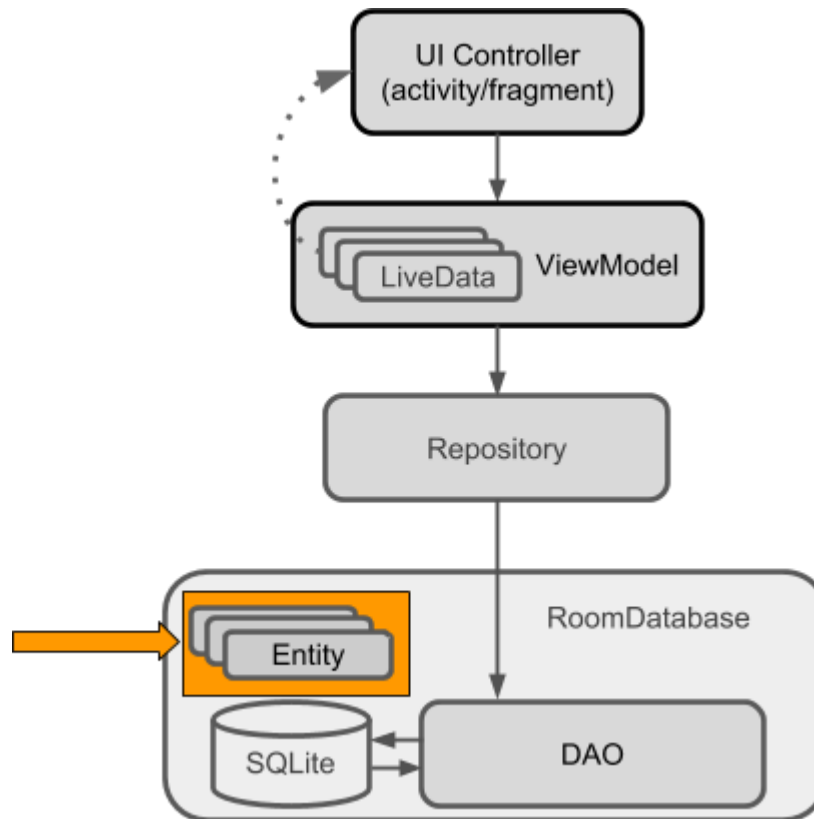 UI Controller
(activity/fragment)
LiveData
ViewModel
Repository
RoomDatabase
Entity
SQLite
DAO